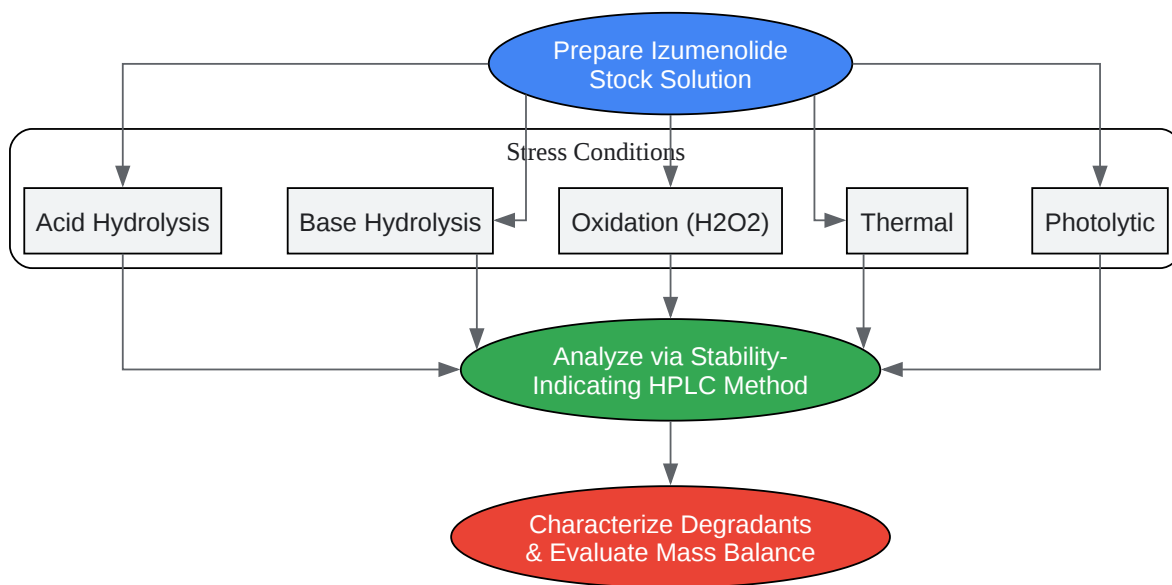 Prepare Izumenolide
Stock Solution
Stress Conditions
Acid Hydrolysis
Base Hydrolysis
Oxidation (H2O2)
Thermal
Photolytic
Analyze via Stability-
Indicating HPLC Method
Characterize Degradants
& Evaluate Mass Balance